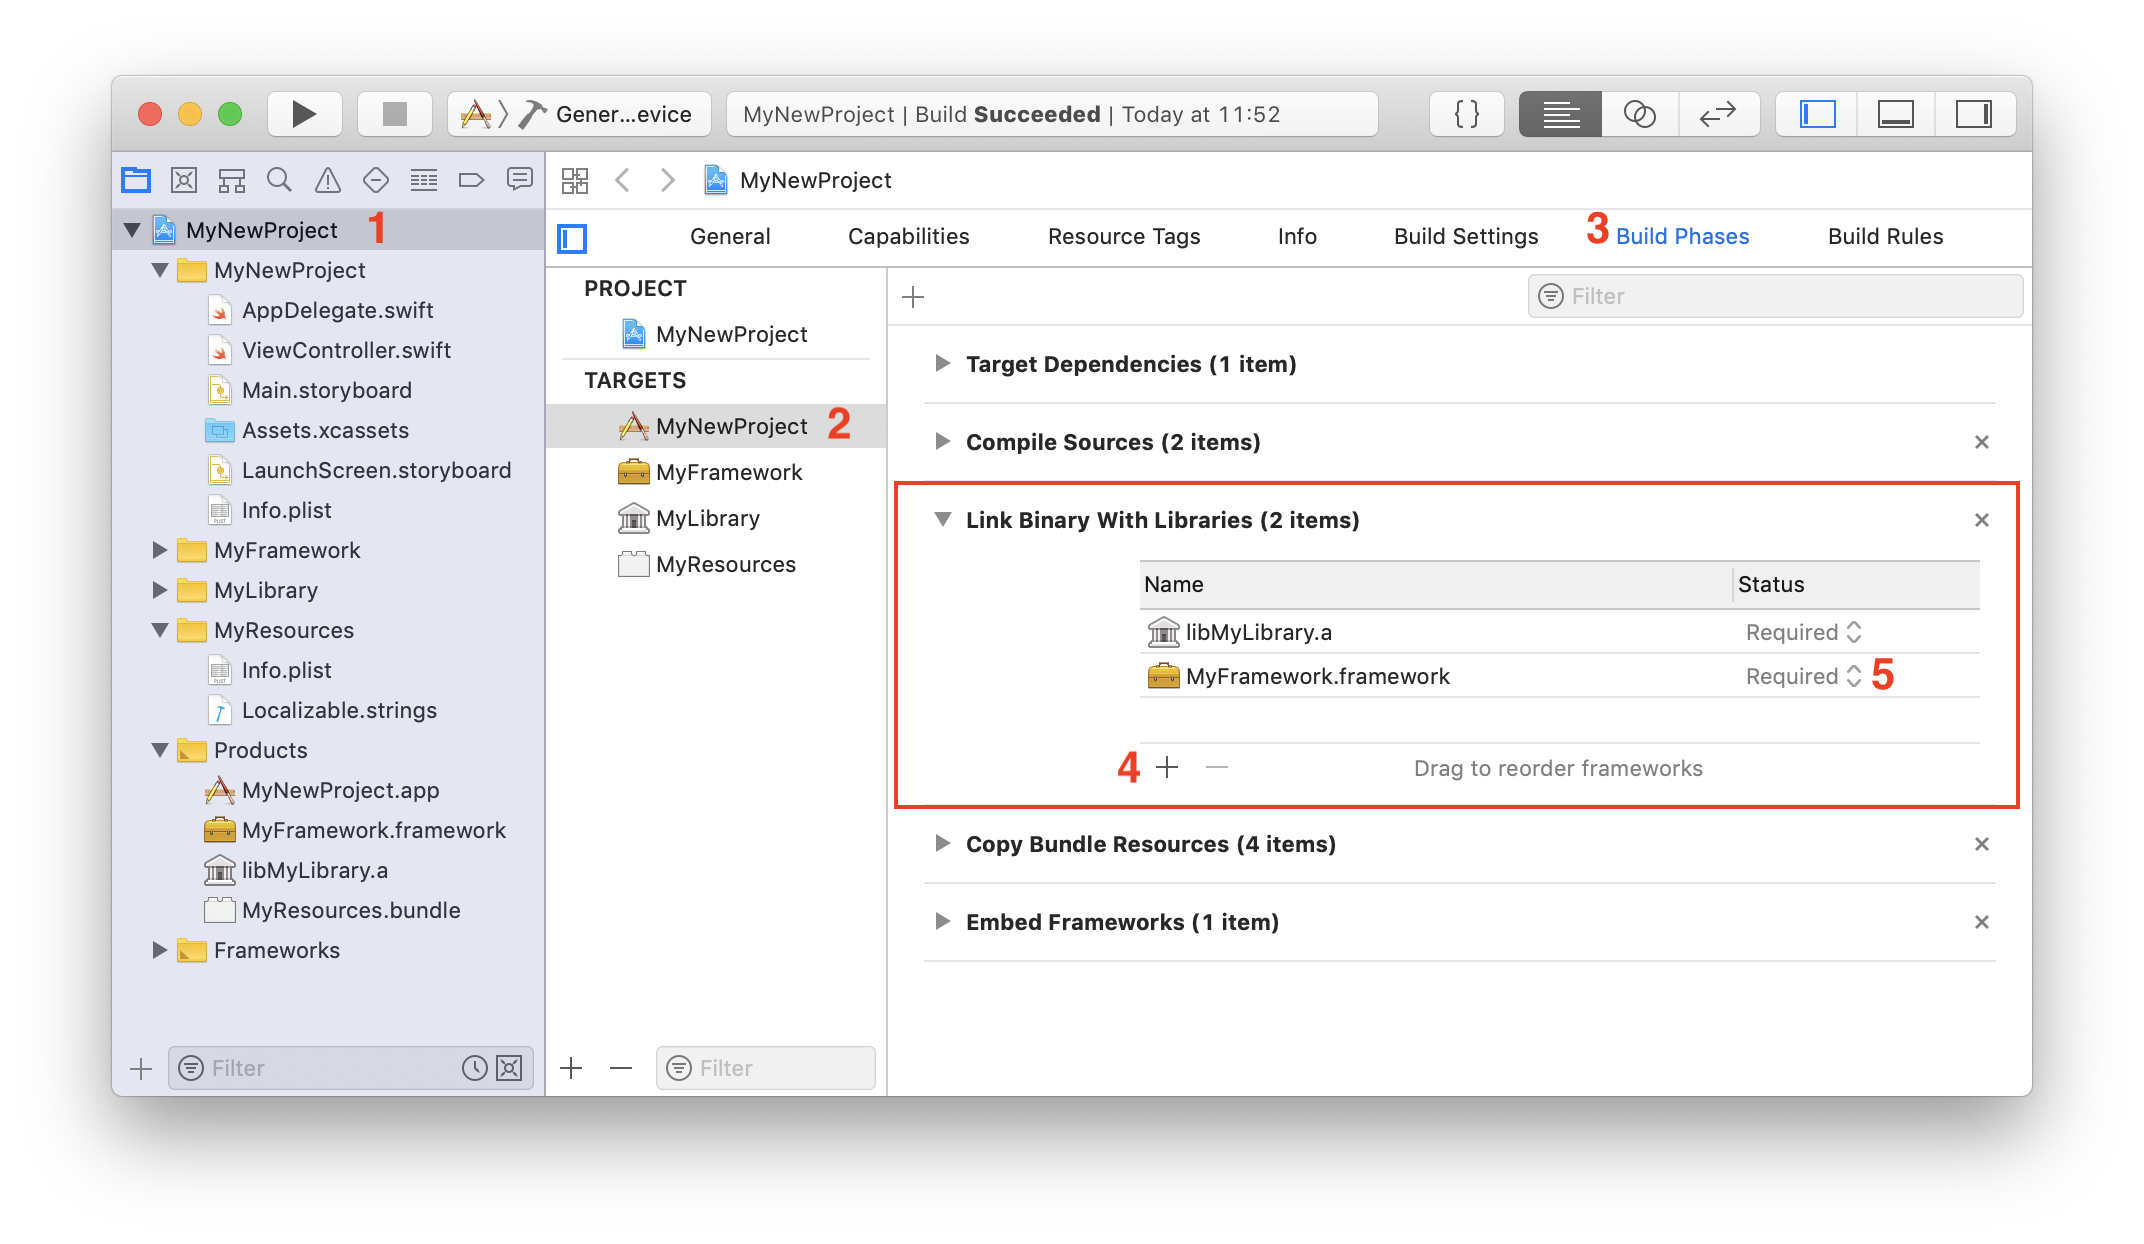 Gener...evice
MyNewProject | Build Succeeded | Today at 11:52
MyNewProject 1
MyNewProject
AppDelegate.swift
ViewController.swift
Main.storyboard
Assets.xcassets
LaunchScreen.storyboard
Info.plist
MyFramework
MyLibrary
MyResources
Info.plist
Localizable.strings
Products
MyNewProject.app
MyFramework.framework
libMyLibrary.a
MyResources.bundle
Frameworks
Filter
MyNewProject
General Capabilities Resource Tags Info Build Settings 3 Build Phases Build Rules
PROJECT
MyNewProject
TARGETS
MyNewProject 2
MyFramework
MyLibrary
MyResources
Filter
Filter
Target Dependencies (1 item)
Compile Sources (2 items)
Link Binary With Libraries (2 items)
Name Status
libMyLibrary.a Required
MyFramework.framework Required 5
4 + — Drag to reorder frameworks
Copy Bundle Resources (4 items)
Embed Frameworks (1 item)